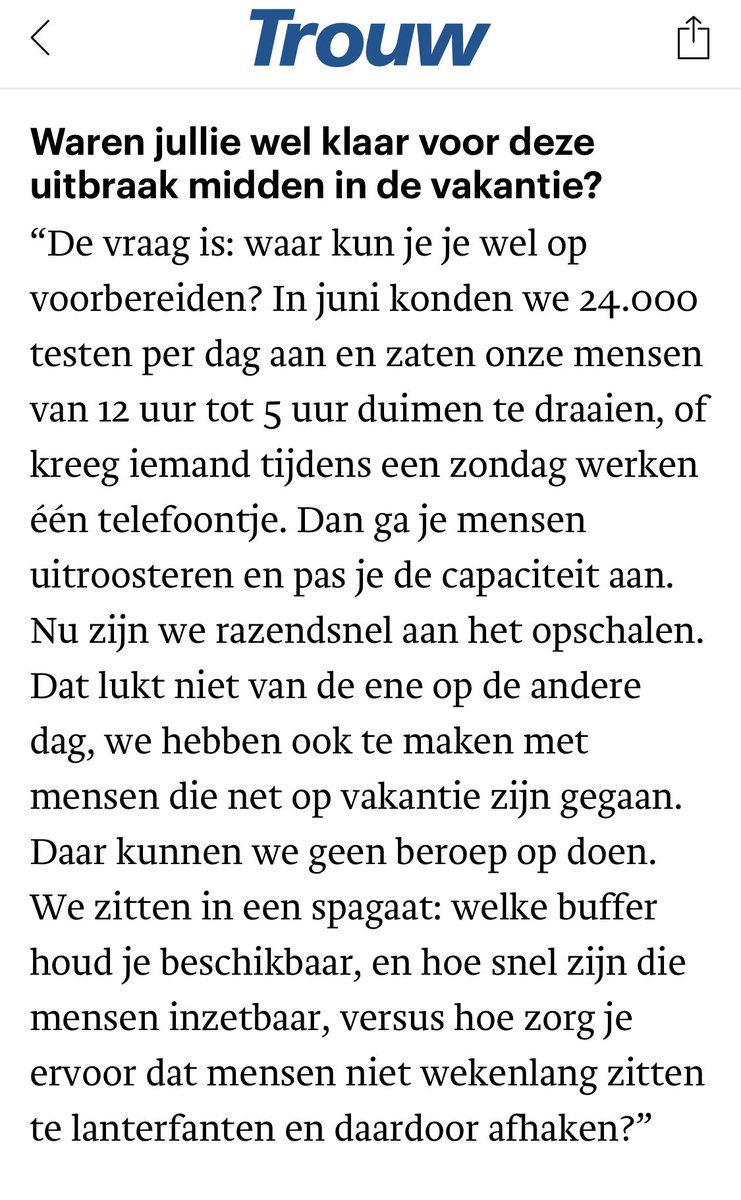 Trouw
Waren jullie wel klaar voor deze
uitbraak midden in de vakantie?
“De vraag is: waar kun je je wel op
voorbereiden? In juni konden we 24.000
testen per dag aan en zaten onze mensen
van 12 uur tot 5 uur duimen te draaien, of
kreeg iemand tijdens een zondag werken
één telefoontje. Dan ga je mensen
uitroosteren en pas je de capaciteit aan.
Nu zijn we razendsnel aan het opschalen.
Dat lukt niet van de ene op de andere
dag, we hebben ook te maken met
mensen die net op vakantie zijn gegaan.
Daar kunnen we geen beroep op doen.
We zitten in een spagaat: welke buffer
houd je beschikbaar, en hoe snel zijn die
mensen inzetbaar, versus hoe zorg je
ervoor dat mensen niet wekenlang zitten
te lanterfanten en daardoor afhaken?”